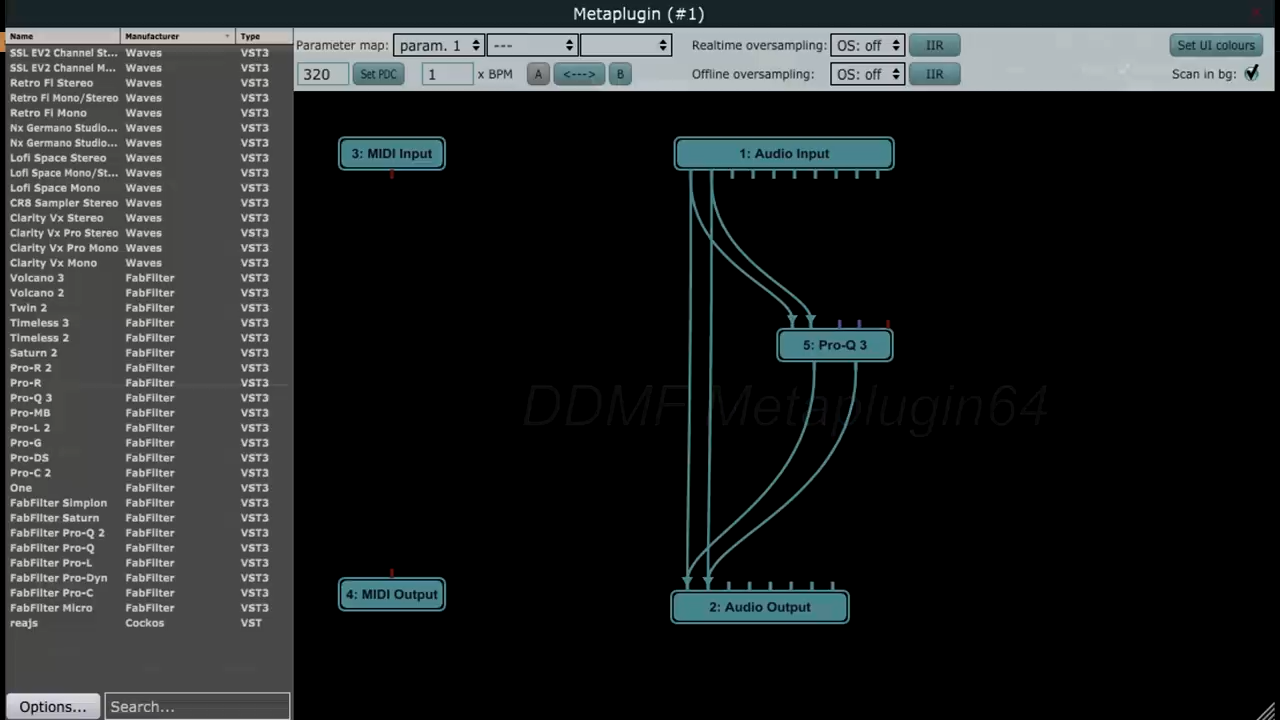 Metaplugin (#1)
Name Manufacturer Type
SSL EV2 Channel St... Waves VST3
SSL EV2 Channel M... Waves VST3
Retro Fi Stereo Waves VST3
Retro Fi Mono/Stereo Waves VST3
Retro Fi Mono Waves VST3
Nx Germano Studio... Waves VST3
Nx Germano Studio... Waves VST3
Lofi Space Stereo Waves VST3
Lofi Space Mono/St... Waves VST3
Lofi Space Mono Waves VST3
CR8 Sampler Stereo Waves VST3
Clarity Vx Stereo Waves VST3
Clarity Vx Pro Stereo Waves VST3
Clarity Vx Pro Mono Waves VST3
Clarity Vx Mono Waves VST3
Volcano 3 FabFilter VST3
Volcano 2 FabFilter VST3
Twin 2 FabFilter VST3
Timeless 3 FabFilter VST3
Timeless 2 FabFilter VST3
Saturn 2 FabFilter VST3
Pro-R 2 FabFilter VST3
Pro-R FabFilter VST3
Pro-Q 3 FabFilter VST3
Pro-MB FabFilter VST3
Pro-L 2 FabFilter VST3
Pro-G FabFilter VST3
Pro-DS FabFilter VST3
Pro-C 2 FabFilter VST3
One FabFilter VST3
FabFilter Simplon FabFilter VST3
FabFilter Saturn FabFilter VST3
FabFilter Pro-Q 2 FabFilter VST3
FabFilter Pro-Q FabFilter VST3
FabFilter Pro-L FabFilter VST3
FabFilter Pro-Dyn FabFilter VST3
FabFilter Pro-C FabFilter VST3
FabFilter Micro FabFilter VST3
reajs Cockos VST
Options... Search...
Parameter map: param. 1 --- Realtime oversampling: OS: off IIR Set UI colours
320 Set PDC 1 x BPM A <---> B Offline oversampling: OS: off IIR Scan in bg:
3: MIDI Input 1: Audio Input
5: Pro-Q 3
DDMF Metaplugin64
4: MIDI Output 2: Audio Output